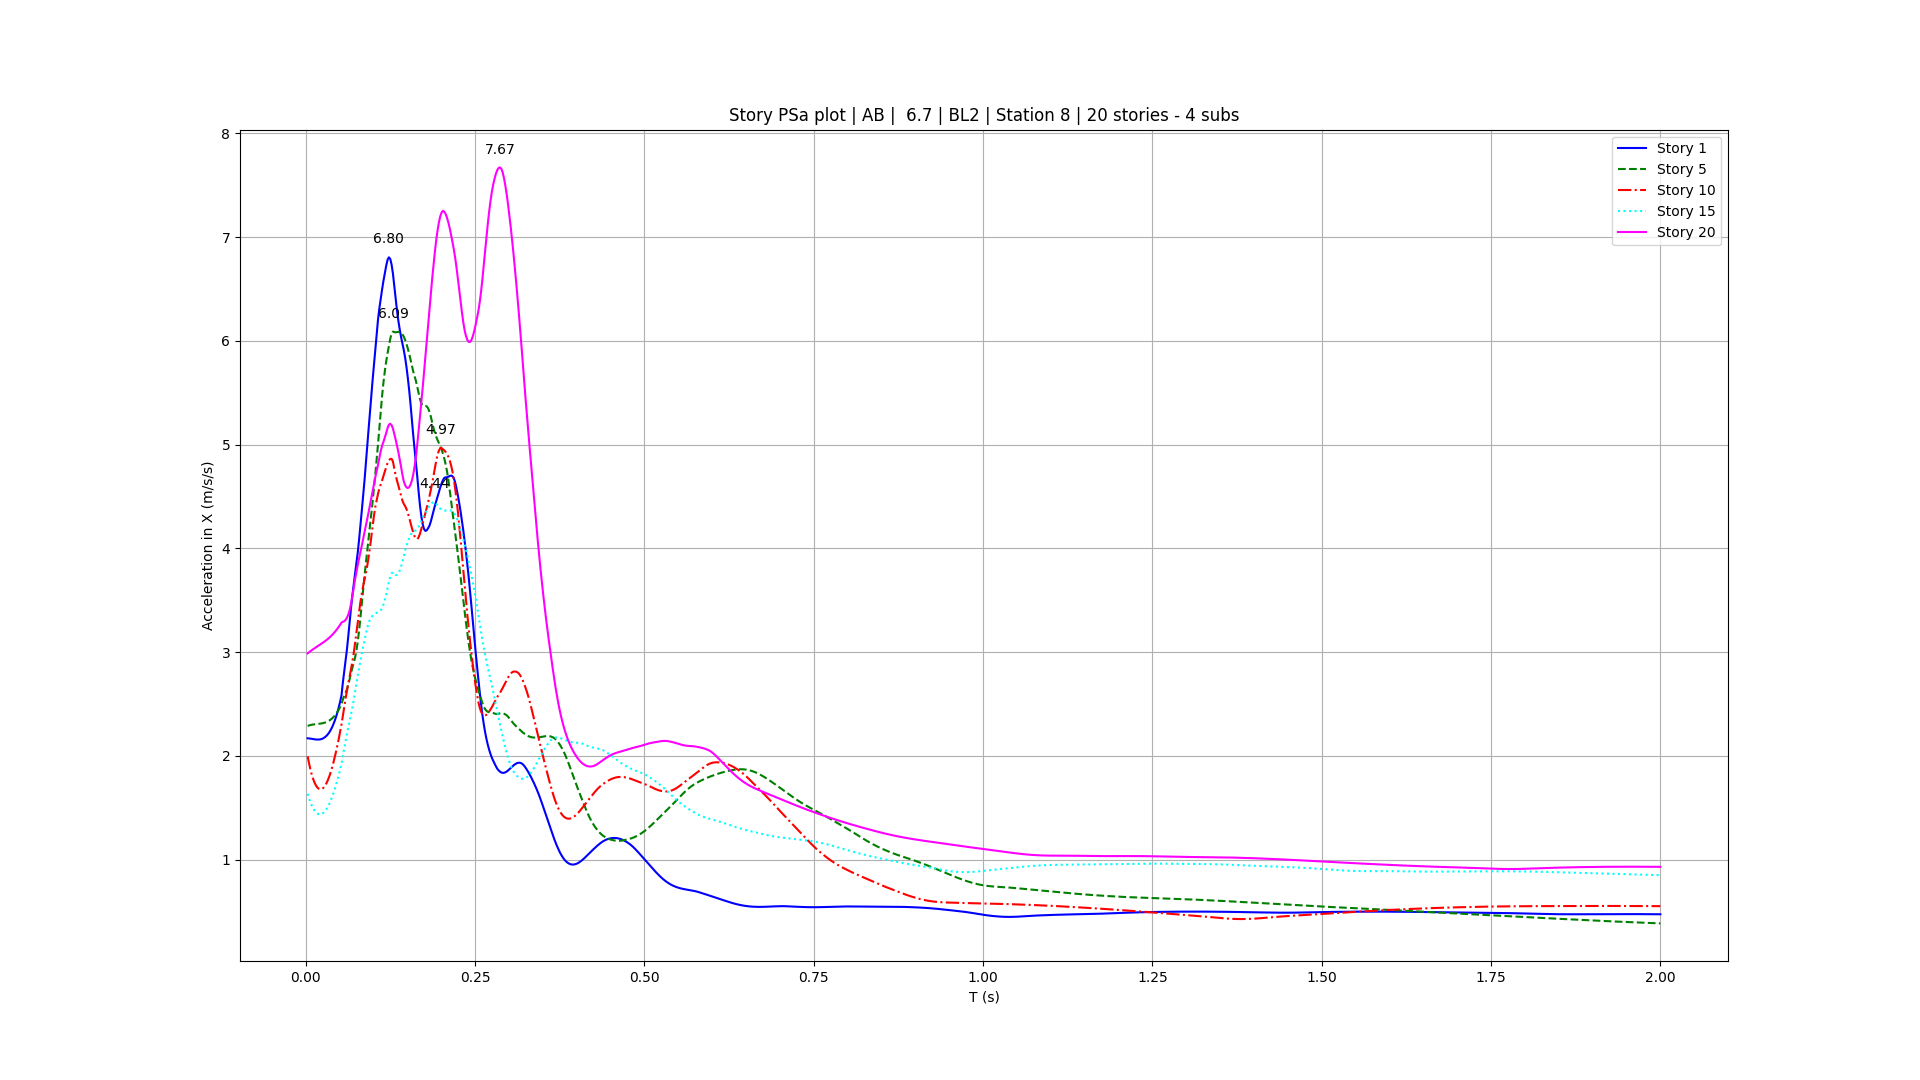 Story PSa plot | AB |  6.7 | BL2 | Station 8 | 20 stories - 4 subs
8
7
6
5
4
3
2
1
Acceleration in X (m/s/s)
7.67
6.80
6.09
4.97
4.44
Story 1
Story 5
Story 10
Story 15
Story 20
0.00 0.25 0.50 0.75 1.00 1.25 1.50 1.75 2.00
T (s)